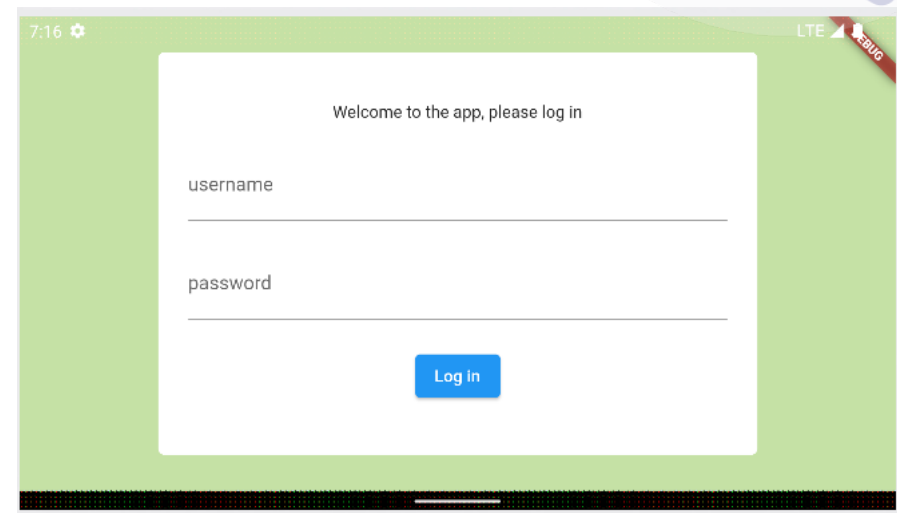 7:16 LTE
DEBUG
Welcome to the app, please log in
username
password
Log in